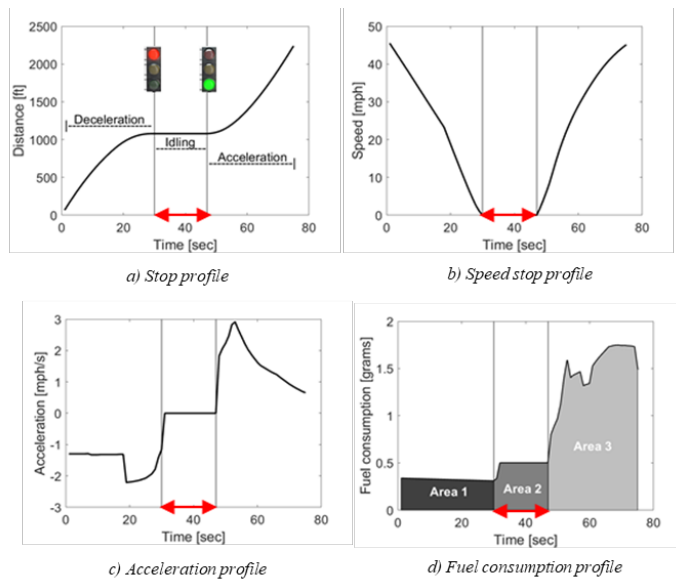 2500
2000
1500
1000
500
0
Distance [ft]
Deceleration
Idling
Acceleration
0 20 40 60 80
Time [sec]
a) Stop profile
50
40
30
20
10
0
Speed [mph]
0 20 40 60 80
Time [sec]
b) Speed stop profile
3
2
1
0
-1
-2
-3
Acceleration [mph/s]
0 20 40 60 80
Time [sec]
c) Acceleration profile
2
1.5
1
0.5
0
Fuel consumption [grams]
Area 1
Area 2
Area 3
0 20 40 60 80
Time [sec]
d) Fuel consumption profile